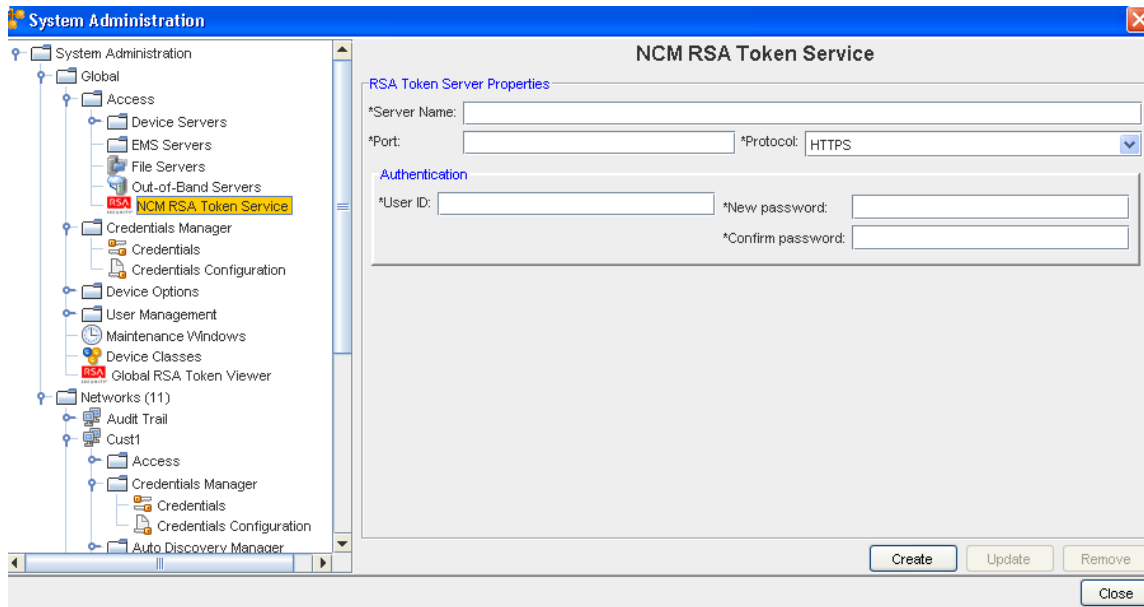 System Administration
System Administration
Global
Access
Device Servers
EMS Servers
File Servers
Out-of-Band Servers
RSA NCM RSA Token Service
Credentials Manager
Credentials
Credentials Configuration
Device Options
User Management
Maintenance Windows
Device Classes
RSA Global RSA Token Viewer
Networks (11)
Audit Trail
Cust1
Access
Credentials Manager
Credentials
Credentials Configuration
Auto Discovery Manager
NCM RSA Token Service
RSA Token Server Properties
*Server Name:
*Port: *Protocol: HTTPS
Authentication
*User ID: *New password:
*Confirm password:
Create Update Remove
Close